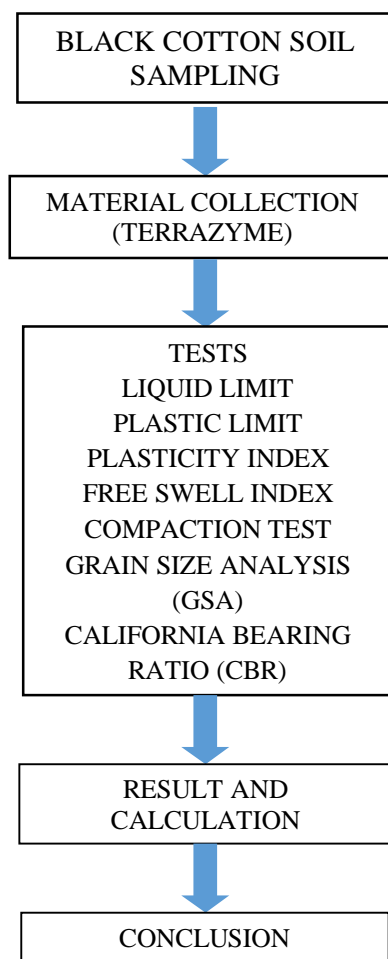 BLACK COTTON SOIL
SAMPLING
MATERIAL COLLECTION
(TERRAZYME)
TESTS
LIQUID LIMIT
PLASTIC LIMIT
PLASTICITY INDEX
FREE SWELL INDEX
COMPACTION TEST
GRAIN SIZE ANALYSIS
(GSA)
CALIFORNIA BEARING
RATIO (CBR)
RESULT AND
CALCULATION
CONCLUSION